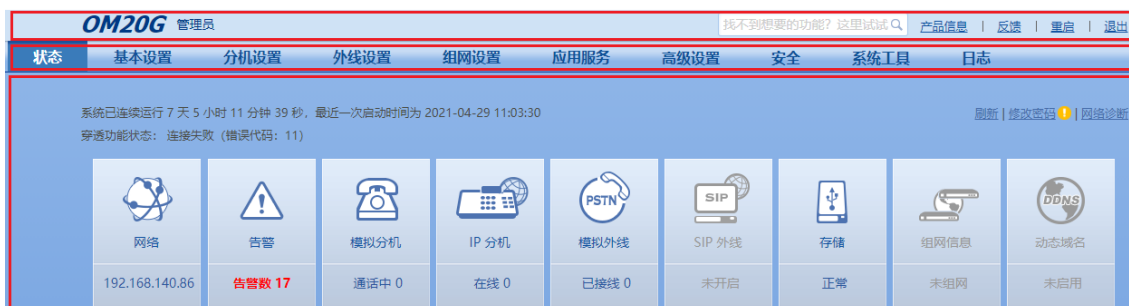 OM20G 管理员 找不到想要的功能？这里试试 产品信息 | 反馈 | 重启 | 退出
状态 基本设置 分机设置 外线设置 组网设置 应用服务 高级设置 安全 系统工具 日志
系统已连续运行 7 天 5 小时 11 分钟 39 秒，最近一次启动时间为 2021-04-29 11:03:30
刷新 | 修改密码 ! | 网络诊断
穿透功能状态： 连接失败（错误代码：11）
PSTN SIP DDNS
网络 告警 模拟分机 IP 分机 模拟外线 SIP 外线 存储 组网信息 动态域名
192.168.140.86 告警数 17 通话中 0 在线 0 已接线 0 未开启 正常 未组网 未启用